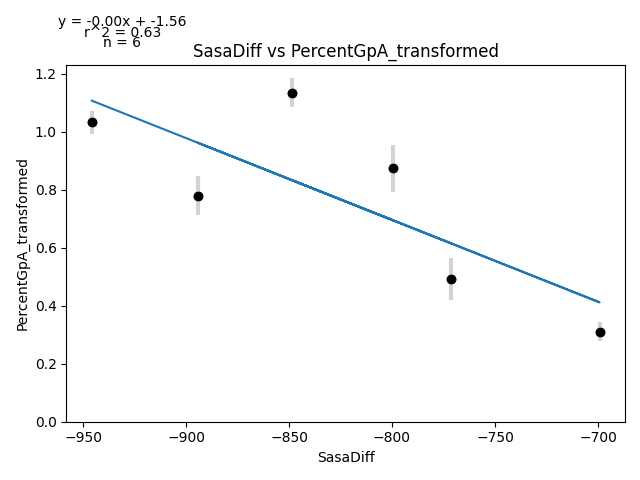 y = -0.00x + -1.56
r^2 = 0.63
n = 6
SasaDiff vs PercentGpA_transformed
1.2
1.0
0.8
0.6
0.4
0.2
0.0
PercentGpA_transformed
−950
−900
−850
−800
−750
−700
SasaDiff